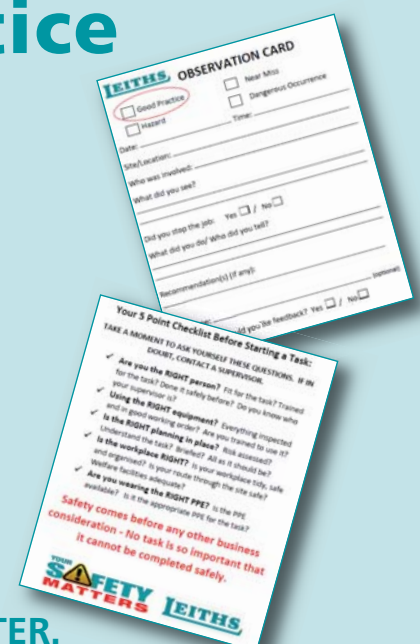 tice
LEITHS OBSERVATION CARD
Good Practice
Near Miss
Hazard
Dangerous Occurrence
Date: Time:
Site/Location:
Who was involved:
What did you see?
Did you stop the job: Yes / No
What did you do/ Who did you tell?
Recommendation(s) (if any):
(optional)
ld you like feedback? Yes / No
Your 5 Point Checklist Before Starting a Task:
TAKE A MOMENT TO ASK YOURSELF THESE QUESTIONS. IF IN
DOUBT, CONTACT A SUPERVISOR.
✓ Are you the RIGHT person? Fit for the task? Trained
for the task? Done it safely before? Do you know who
your supervisor is?
✓ Using the RIGHT equipment? Everything inspected
and in good working order? Are you trained to use it?
✓ Is the RIGHT planning in place? Risk assessed?
Understand the task? Briefed? All as it should be?
✓ Is the workplace RIGHT? Is your workplace tidy, safe
and organised? Is your route through the site safe?
Welfare facilities adequate?
✓ Are you wearing the RIGHT PPE? Is the PPE
available? Is it the appropriate PPE for the task?
Safety comes before any other business
consideration - No task is so important that
it cannot be completed safely.
YOUR
SAFETY
MATTERS
LEITHS
TER.